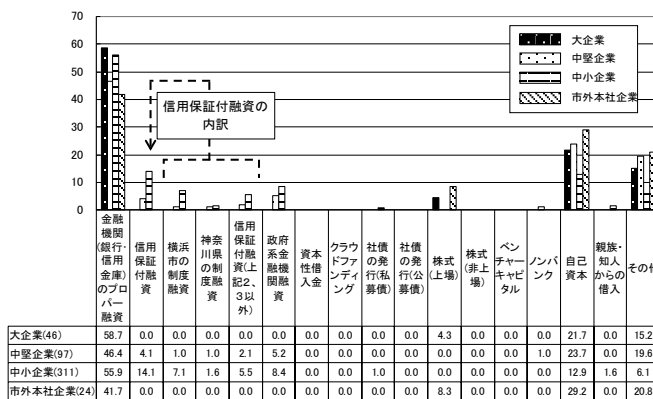 70
60
50
40
30
20
10
0
大企業
中堅企業
中小企業
市外本社企業
信用保証付融資の
内訳
金融
機関
(銀行・
信用
金庫)
のプロ
パー
融資
信用
保証付
融資
横浜
市の制
度融資
神奈
川県の
制度融
資
信用
保証
付融
資(上
記2、
3以
外)
政府
系金融
機関融
資
資本
性借
入金
クラウ
ドファン
ディング
社債
の発
行(私
募債)
社債
の発
行(公
募債)
株式
(上場)
株式
(非上
場)
ベン
チャー
キャピ
タル
ノンバ
ンク
自己
資本
親族・
知人
からの
借入
その他
大企業(46) 58.7 0.0 0.0 0.0 0.0 0.0 0.0 0.0 0.0 0.0 4.3 0.0 0.0 0.0 21.7 0.0 15.2
中堅企業(97) 46.4 4.1 1.0 1.0 2.1 5.2 0.0 0.0 0.0 0.0 0.0 0.0 0.0 1.0 23.7 0.0 19.6
中小企業(311) 55.9 14.1 7.1 1.6 5.5 8.4 0.0 0.0 1.0 0.0 0.0 0.0 0.0 0.0 12.9 1.6 6.1
市外本社企業(24) 41.7 0.0 0.0 0.0 0.0 0.0 0.0 0.0 0.0 0.0 8.3 0.0 0.0 0.0 29.2 0.0 20.8